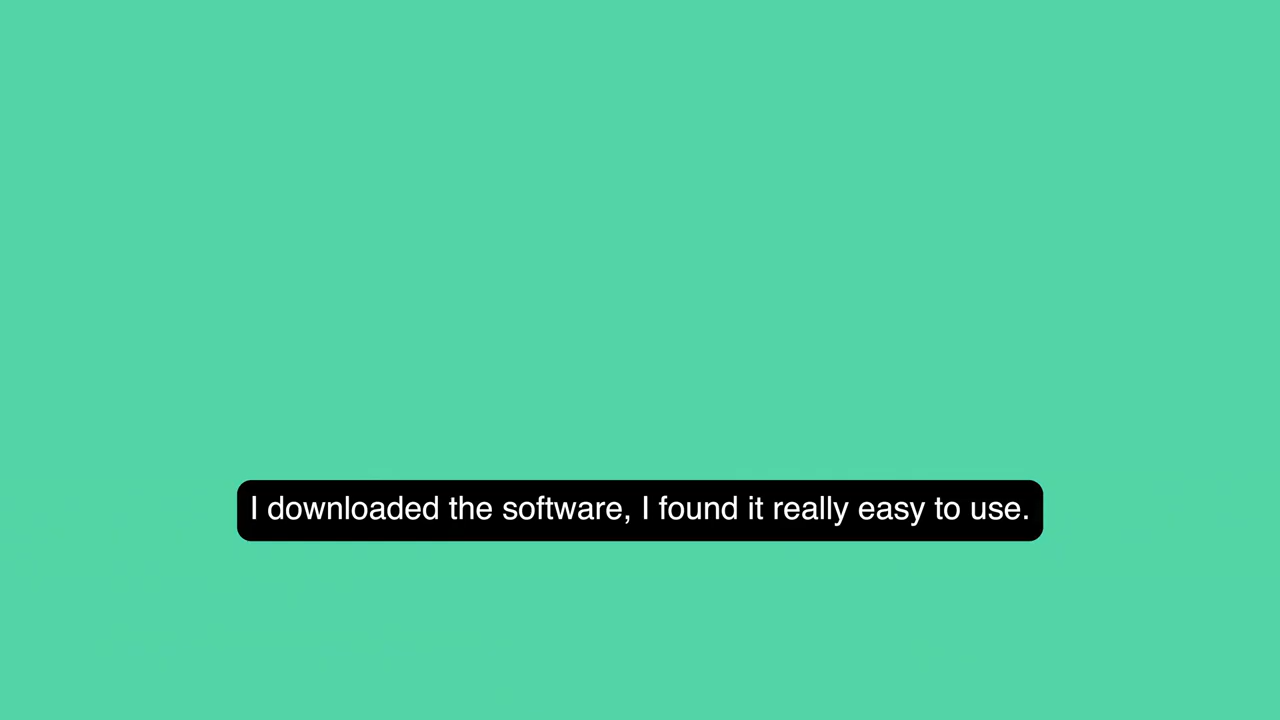 I downloaded the software, I found it really easy to use.